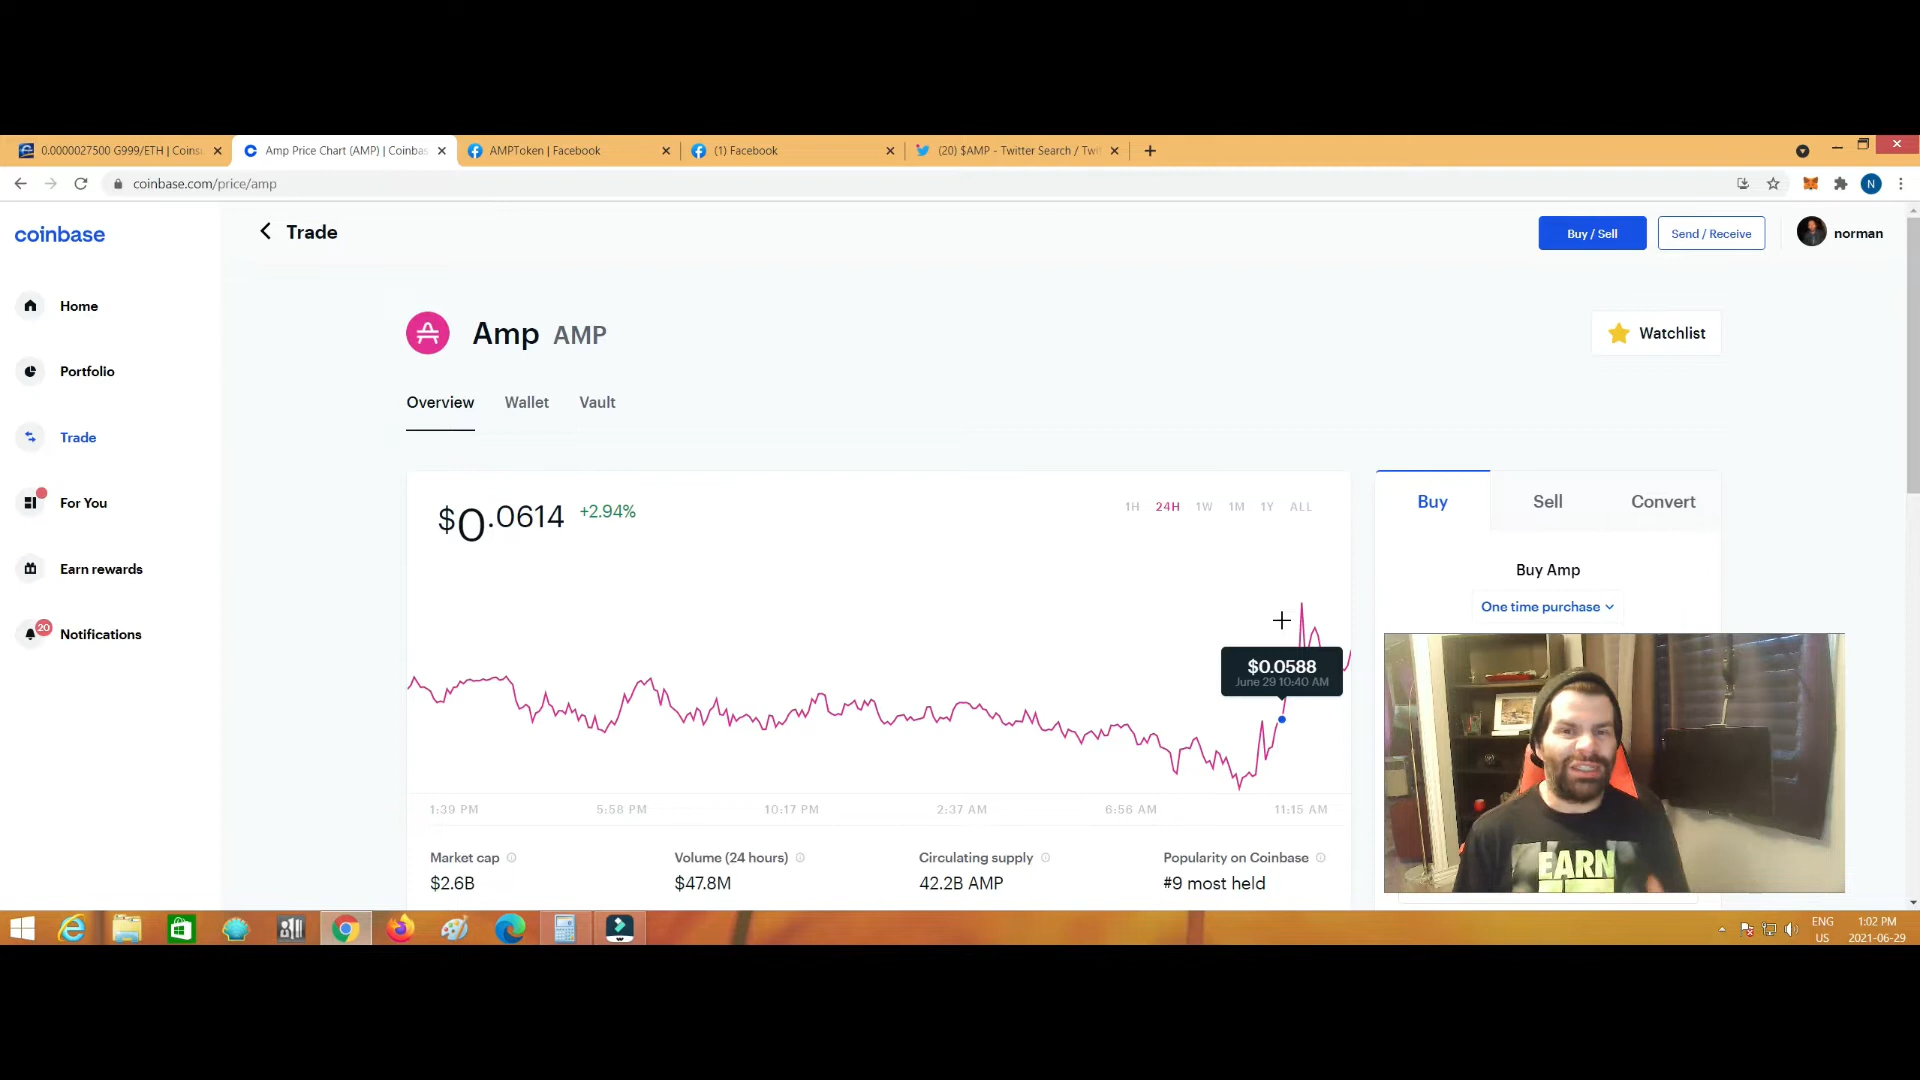 0.0000027500 G999/ETH | Coins
Amp Price Chart (AMP) | Coinbas
AMPToken | Facebook
(1) Facebook
(20) $AMP - Twitter Search / Twi
coinbase.com/price/amp
N
coinbase
Trade
Buy / Sell
Send / Receive
norman
Home
Portfolio
Trade
For You
Earn rewards
20
Notifications
Amp AMP
Watchlist
Overview
Wallet
Vault
$0.0614 +2.94%
1H 24H 1W 1M 1Y ALL
$0.0588
June 29 10:40 AM
1:39 PM 5:58 PM 10:17 PM 2:37 AM 6:56 AM 11:15 AM
Market cap
$2.6B
Volume (24 hours)
$47.8M
Circulating supply
42.2B AMP
Popularity on Coinbase
#9 most held
Buy
Sell
Convert
Buy Amp
One time purchase
EARN
ENG
US
1:02 PM
2021-06-29